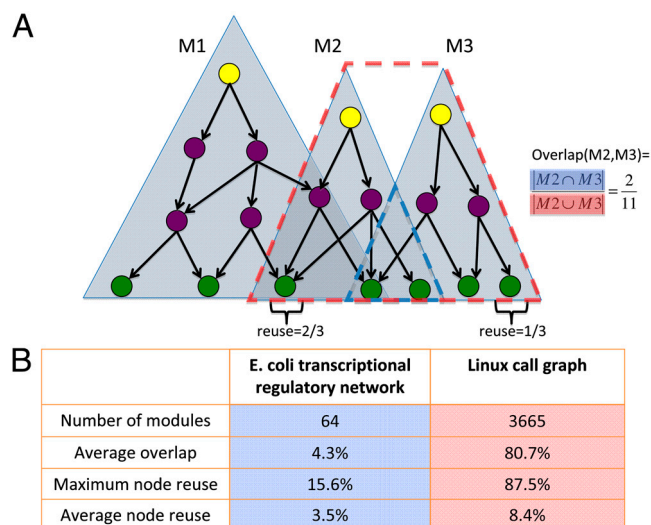 A
M1
M2
M3
Overlap(M2,M3)=
|M2∩M3
|M2∪M3
=
2
11
reuse=2/3
reuse=1/3
B
E. coli transcriptional regulatory network
Linux call graph
Number of modules
64
3665
Average overlap
4.3%
80.7%
Maximum node reuse
15.6%
87.5%
Average node reuse
3.5%
8.4%